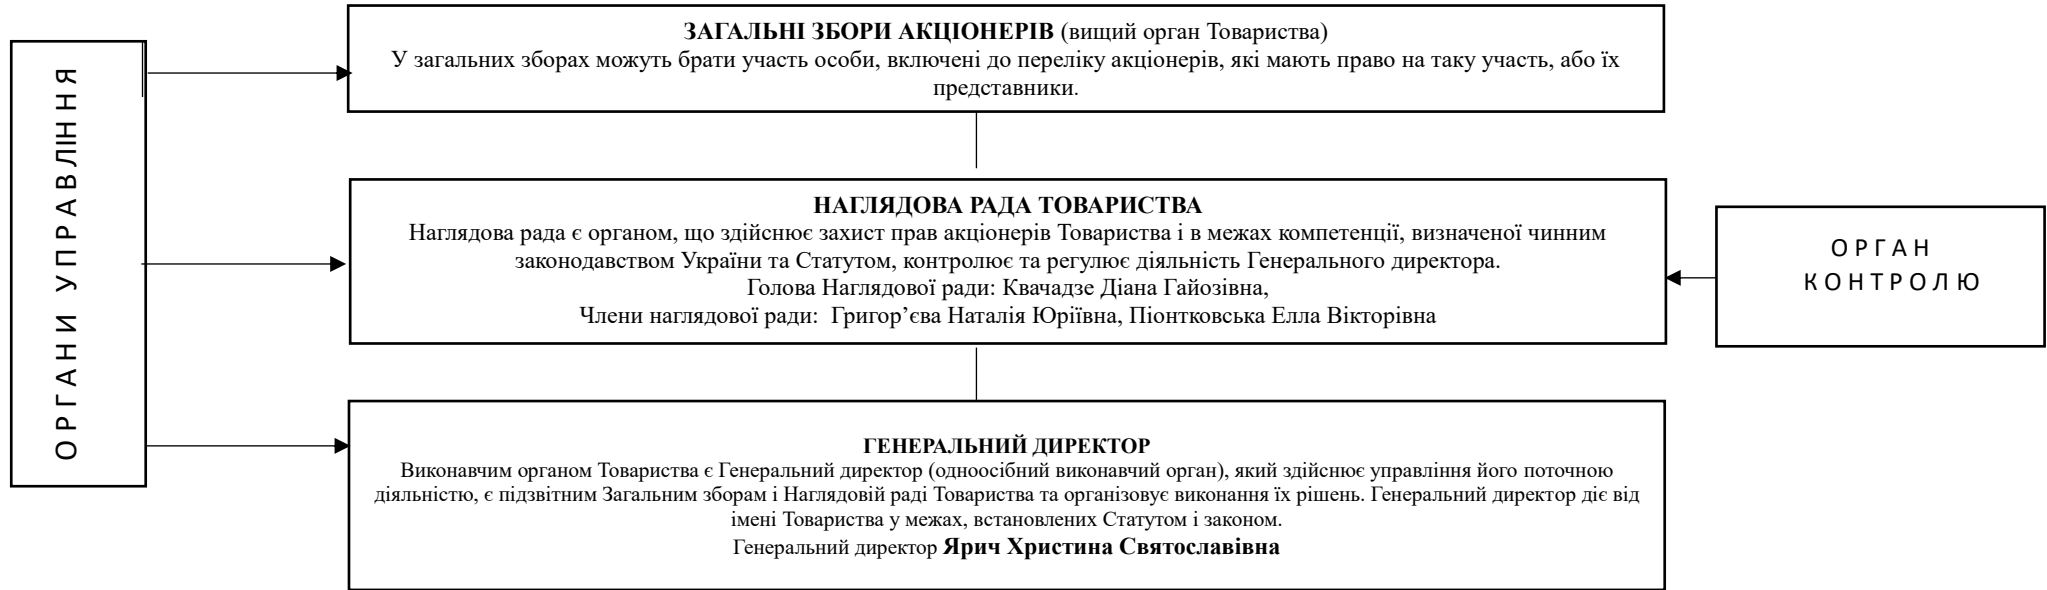 ОРГАНИ УПРАВЛІННЯ
ЗАГАЛЬНІ ЗБОРИ АКЦІОНЕРІВ (вищий орган Товариства)
У загальних зборах можуть брати участь особи, включені до переліку акціонерів, які мають право на таку участь, або їх
представники.
НАГЛЯДОВА РАДА ТОВАРИСТВА
Наглядова рада є органом, що здійснює захист прав акціонерів Товариства і в межах компетенції, визначеної чинним
законодавством України та Статутом, контролює та регулює діяльність Генерального директора.
Голова Наглядової ради: Квачадзе Діана Гайозівна,
Члени наглядової ради: Григор’єва Наталія Юріївна, Піонтковська Елла Вікторівна
ОРГАН
КОНТРОЛЮ
ГЕНЕРАЛЬНИЙ ДИРЕКТОР
Виконавчим органом Товариства є Генеральний директор (одноосібний виконавчий орган), який здійснює управління його поточною
діяльністю, є підзвітним Загальним зборам і Наглядовій раді Товариства та організовує виконання їх рішень. Генеральний директор діє від
імені Товариства у межах, встановлених Статутом і законом.
Генеральний директор Ярич Христина Святославівна